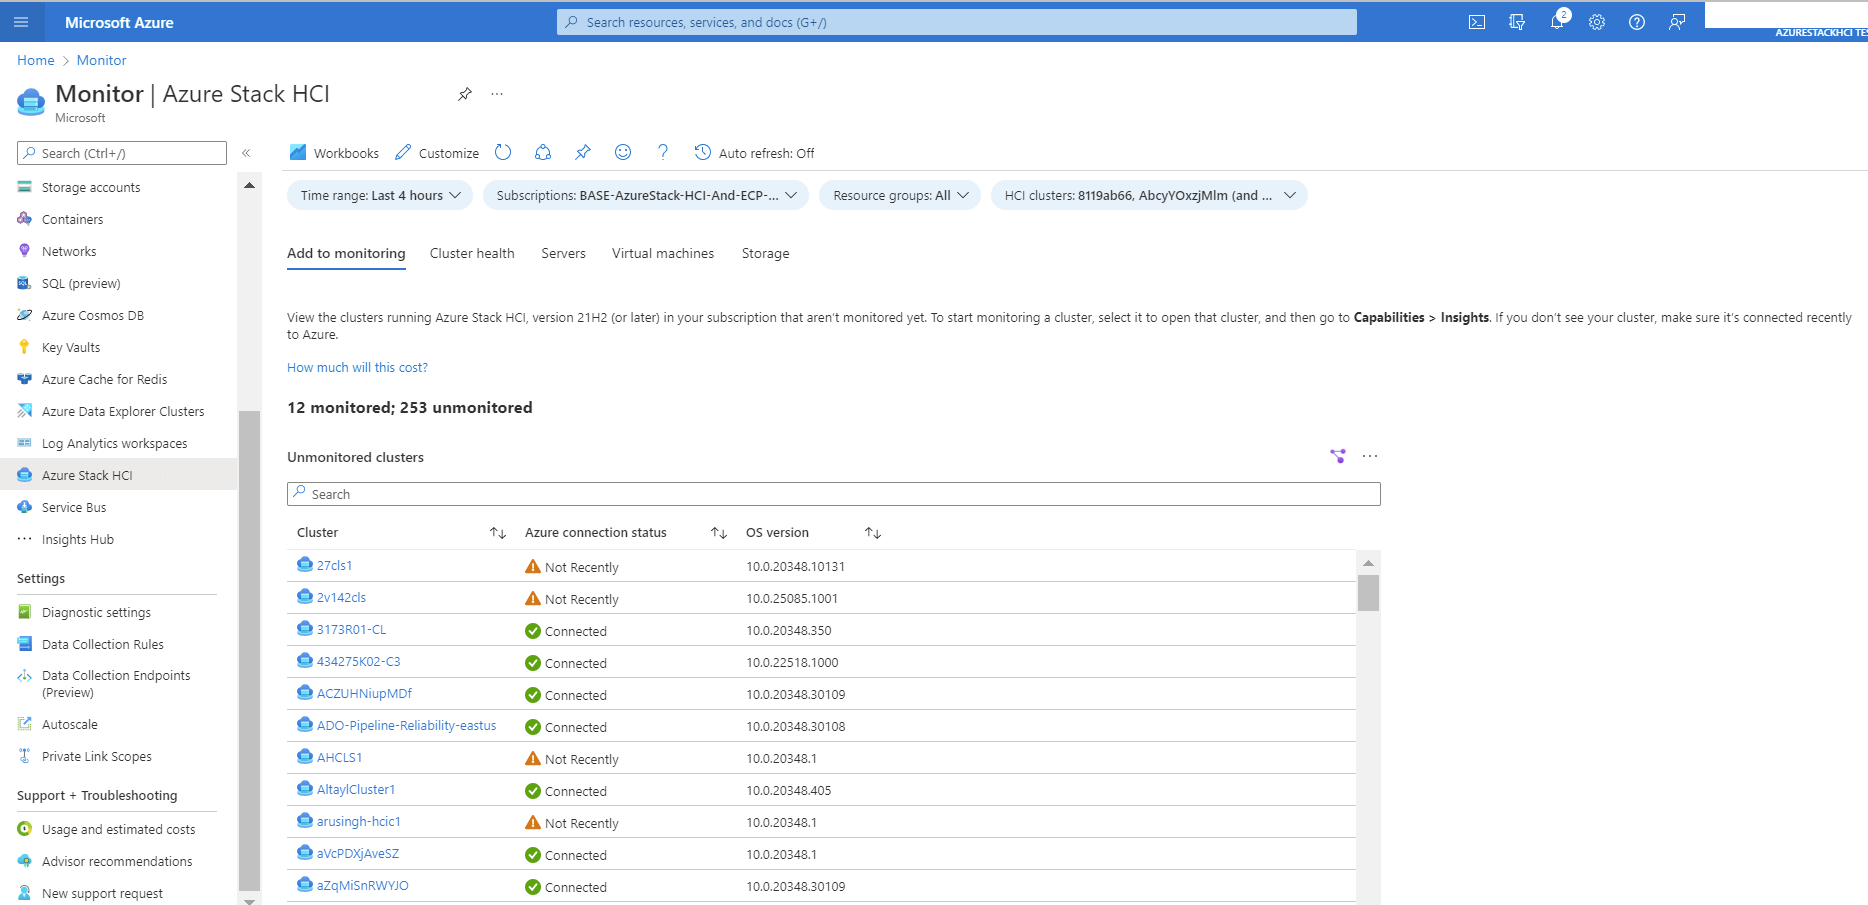 Microsoft Azure
Search resources, services, and docs (G+/)
2
AZURESTACKHCI TES
Home > Monitor
Monitor | Azure Stack HCI
Microsoft
Search (Ctrl+/)
Storage accounts
Containers
Networks
SQL (preview)
Azure Cosmos DB
Key Vaults
Azure Cache for Redis
Azure Data Explorer Clusters
Log Analytics workspaces
Azure Stack HCI
Service Bus
Insights Hub
Settings
Diagnostic settings
Data Collection Rules
Data Collection Endpoints
(Preview)
Autoscale
Private Link Scopes
Support + Troubleshooting
Usage and estimated costs
Advisor recommendations
New support request
Workbooks Customize Auto refresh: Off
Time range: Last 4 hours Subscriptions: BASE-AzureStack-HCI-And-ECP-... Resource groups: All HCI clusters: 8119ab66, AbcyYOxzjMlm (and ...
Add to monitoring Cluster health Servers Virtual machines Storage
View the clusters running Azure Stack HCI, version 21H2 (or later) in your subscription that aren't monitored yet. To start monitoring a cluster, select it to open that cluster, and then go to Capabilities > Insights. If you don't see your cluster, make sure it's connected recently
to Azure.
How much will this cost?
12 monitored; 253 unmonitored
Unmonitored clusters
Search
Cluster Azure connection status OS version
27cls1 Not Recently 10.0.20348.10131
2v142cls Not Recently 10.0.25085.1001
3173R01-CL Connected 10.0.20348.350
434275K02-C3 Connected 10.0.22518.1000
ACZUHNiupMDf Connected 10.0.20348.30109
ADO-Pipeline-Reliability-eastus Connected 10.0.20348.30108
AHCLS1 Not Recently 10.0.20348.1
AltaylCluster1 Connected 10.0.20348.405
arusingh-hcic1 Not Recently 10.0.20348.1
aVcPDXjAveSZ Connected 10.0.20348.1
aZqMiSnRWYJO Connected 10.0.20348.30109